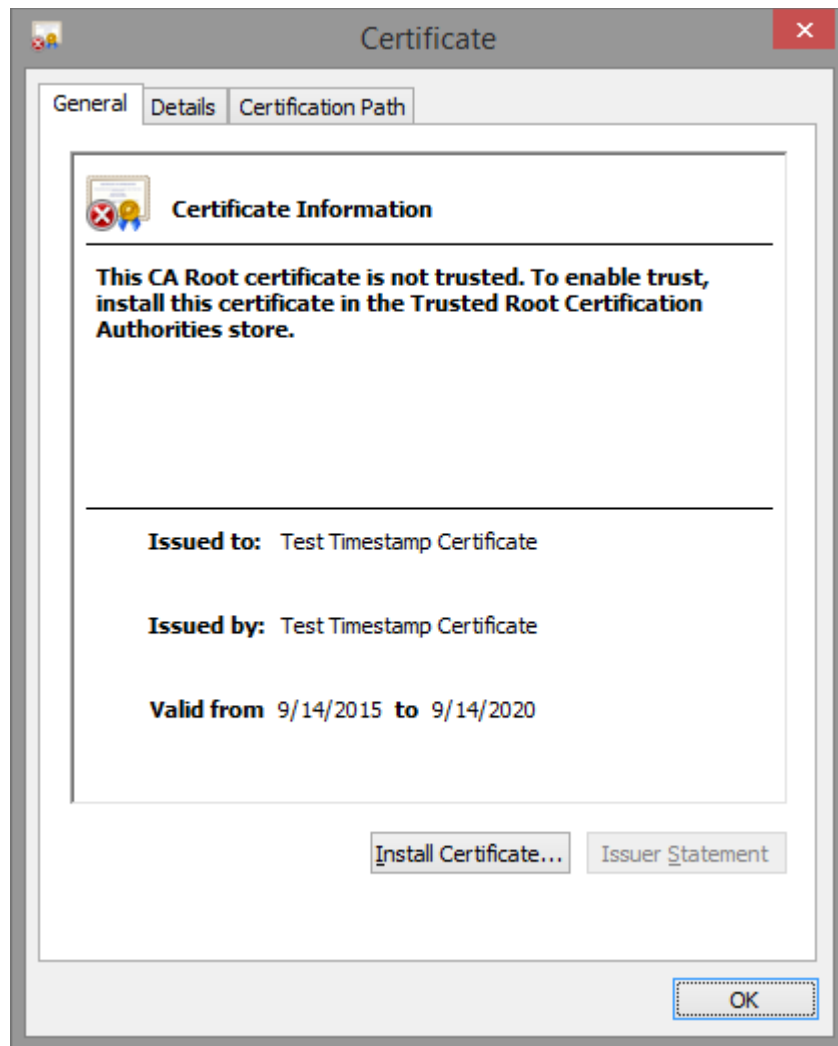 Certificate
General Details Certification Path
Certificate Information
This CA Root certificate is not trusted. To enable trust,
install this certificate in the Trusted Root Certification
Authorities store.
Issued to: Test Timestamp Certificate
Issued by: Test Timestamp Certificate
Valid from 9/14/2015 to 9/14/2020
Install Certificate... Issuer Statement
OK